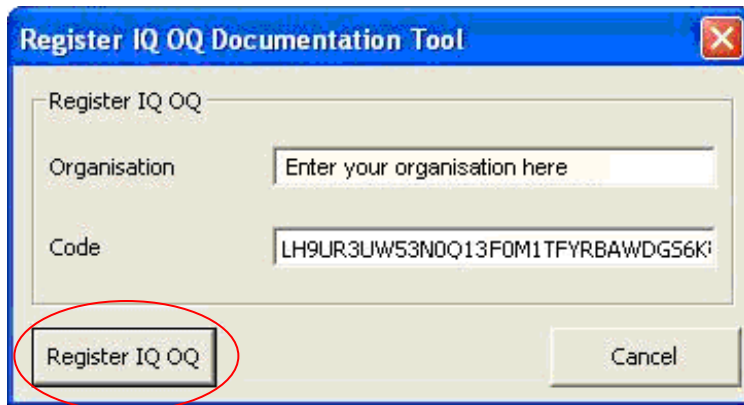 Register IQ OQ Documentation Tool
Register IQ OQ
Organisation
Enter your organisation here
Code
LH9UR3UW53N0Q13F0M1TFYRBAWDGS6K
Register IQ OQ
Cancel